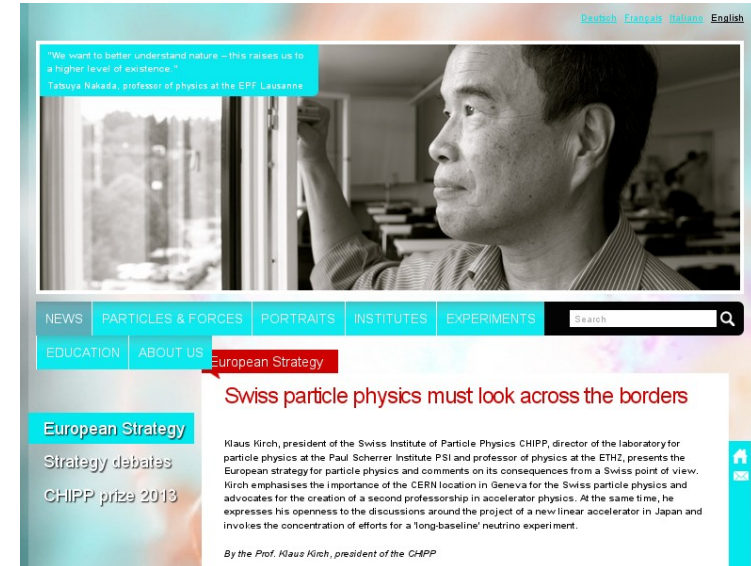 Deutsch Français Italiano English
"We want to better understand nature – this raises us to
a higher level of existence."
Tatsuya Nakada, professor of physics at the EPF Lausanne
NEWS PARTICLES & FORCES PORTRAITS INSTITUTES EXPERIMENTS Search
EDUCATION ABOUT US
European Strategy
Swiss particle physics must look across the borders
European Strategy
Strategy debates
CHIPP prize 2013
Klaus Kirch, president of the Swiss Institute of Particle Physics CHIPP, director of the laboratory for
particle physics at the Paul Scherrer Institute PSI and professor of physics at the ETHZ, presents the
European strategy for particle physics and comments on its consequences from a Swiss point of view.
Kirch emphasises the importance of the CERN location in Geneva for the Swiss particle physics and
advocates for the creation of a second professorship in accelerator physics. At the same time, he
expresses his openness to the discussions around the project of a new linear accelerator in Japan and
invokes the concentration of efforts for a 'long-baseline' neutrino experiment.
By the Prof. Klaus Kirch, president of the CHIPP